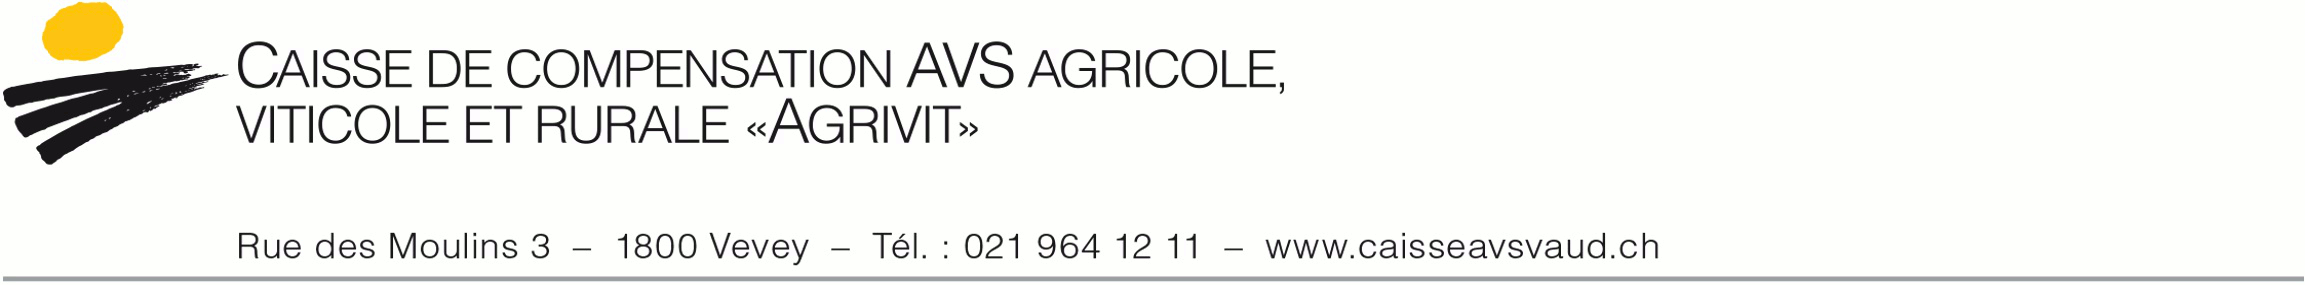 CAISSE DE COMPENSATION AVS AGRICOLE,
VITICOLE ET RURALE «AGRIVIT»
Rue des Moulins 3 – 1800 Vevey – Tél. : 021 964 12 11 – www.caisseavsvaud.ch